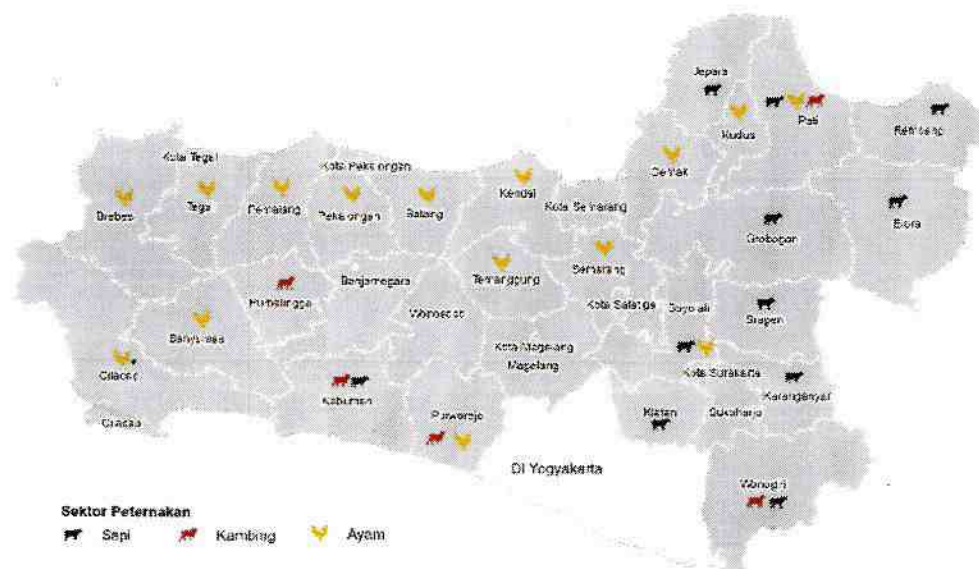 Jepara
Kudus
Pati
Rembang
Demak
Kota Tegal
Kota Pekalongan
Kendal
Kota Semarang
Brebes
Tegal
Pemalang
Pekalongan
Batang
Grobogan
Blora
Temanggung
Semarang
Purbalingga
Banjarnegara
Wonosobo
Kota Salatiga
Boyolali
Sragen
Banyumas
Kota Magelang
Magelang
Cilacap
Kebumen
Kota Surakarta
Karanganyar
Purworejo
Klaten
Sukoharjo
Cilacap
DI Yogyakarta
Wonogiri
Sektor Peternakan
Sapi
Kambing
Ayam